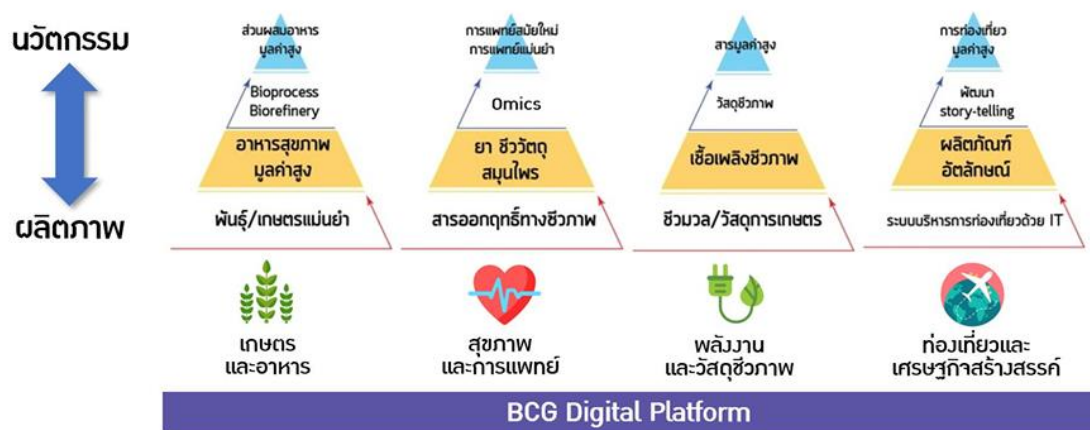 นวัตกรรม
ผลิตภาพ
ส่วนผสมอาหาร
มูลค่าสูง
Bioprocess
Biorefinery
อาหารสุขภาพ
มูลค่าสูง
พันธุ์/เกษตรแม่นยำ
เกษตร
และอาหาร
การแพทย์สมัยใหม่
การแพทย์แม่นยำ
Omics
ยา ชีววัตถุ
สมุนไพร
สารออกฤทธิ์ทางชีวภาพ
สุขภาพ
และการแพทย์
สารมูลค่าสูง
วัสดุชีวภาพ
เชื้อเพลิงชีวภาพ
ชีวมวล/วัสดุการเกษตร
พลังงาน
และวัสดุชีวภาพ
การท่องเที่ยว
มูลค่าสูง
พัฒนา
story-telling
ผลิตภัณฑ์
อัตลักษณ์
ระบบบริหารการท่องเที่ยวด้วย IT
ท่องเที่ยวและ
เศรษฐกิจสร้างสรรค์
BCG Digital Platform